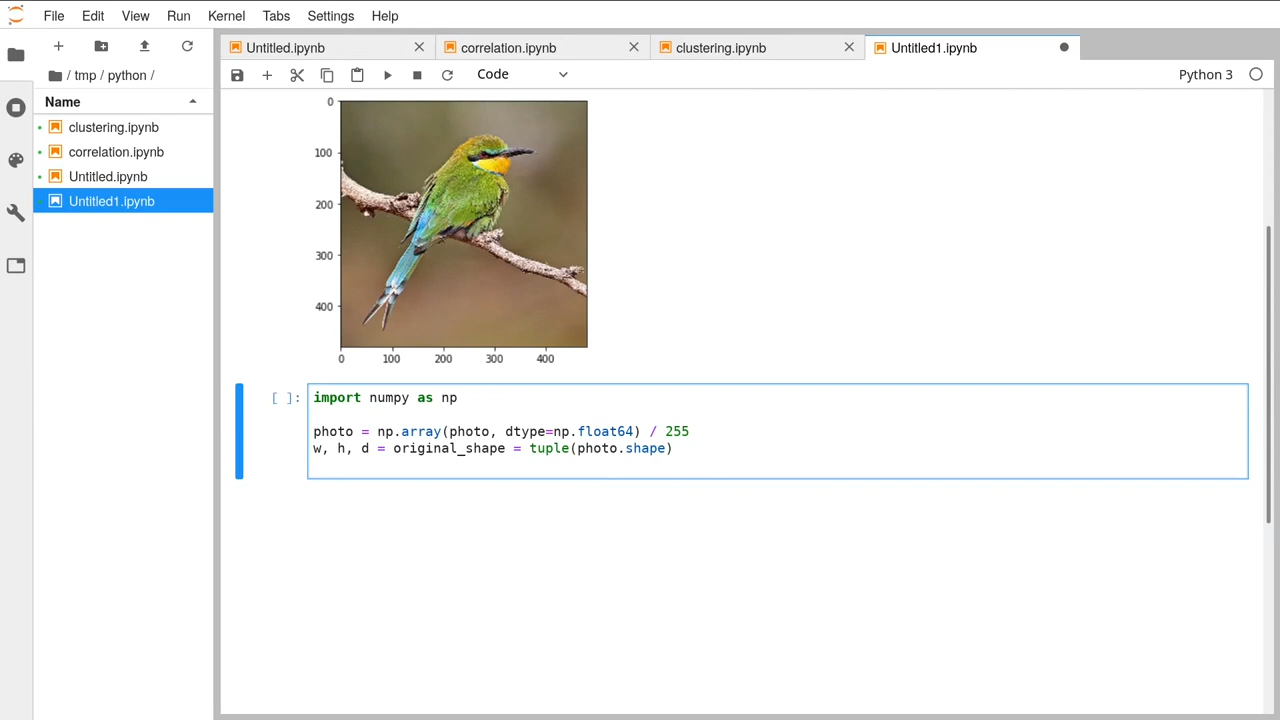 File Edit View Run Kernel Tabs Settings Help
Untitled.ipynb correlation.ipynb clustering.ipynb Untitled1.ipynb
Code Python 3
/ tmp / python /
Name
clustering.ipynb
correlation.ipynb
Untitled.ipynb
Untitled1.ipynb
0
100
200
300
400
0 100 200 300 400
[ ]: import numpy as np
photo = np.array(photo, dtype=np.float64) / 255
w, h, d = original_shape = tuple(photo.shape)